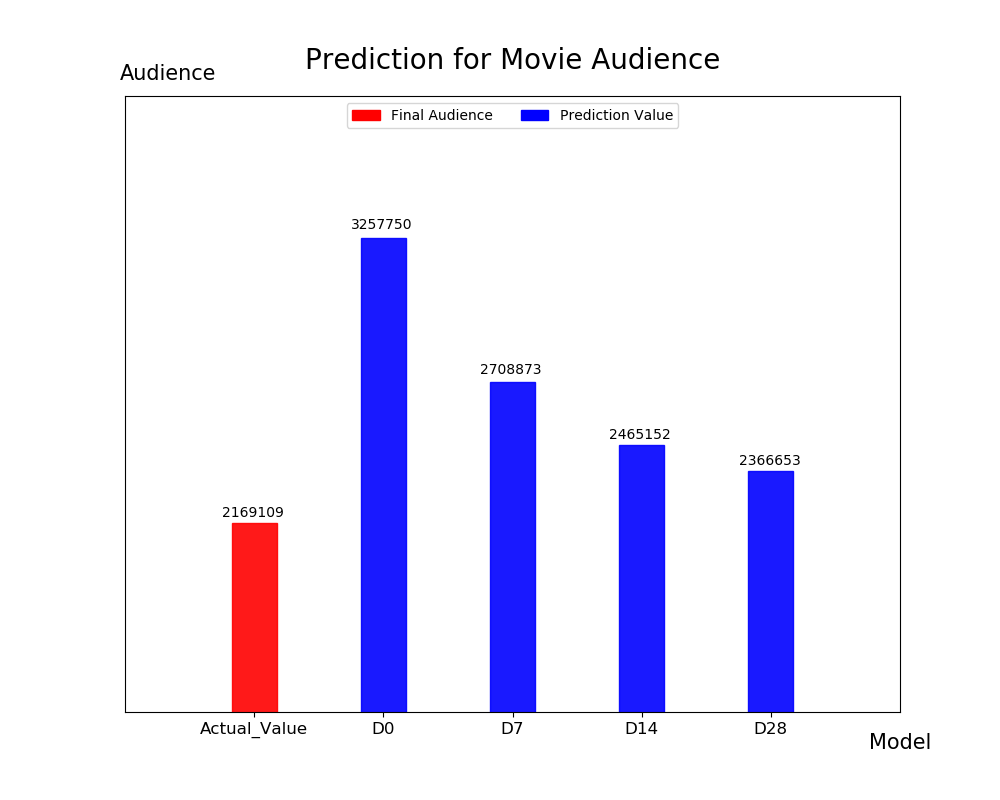 Prediction for Movie Audience
Audience
Final Audience
Prediction Value
3257750
2708873
2465152
2366653
2169109
Actual_Value
D0
D7
D14
D28
Model